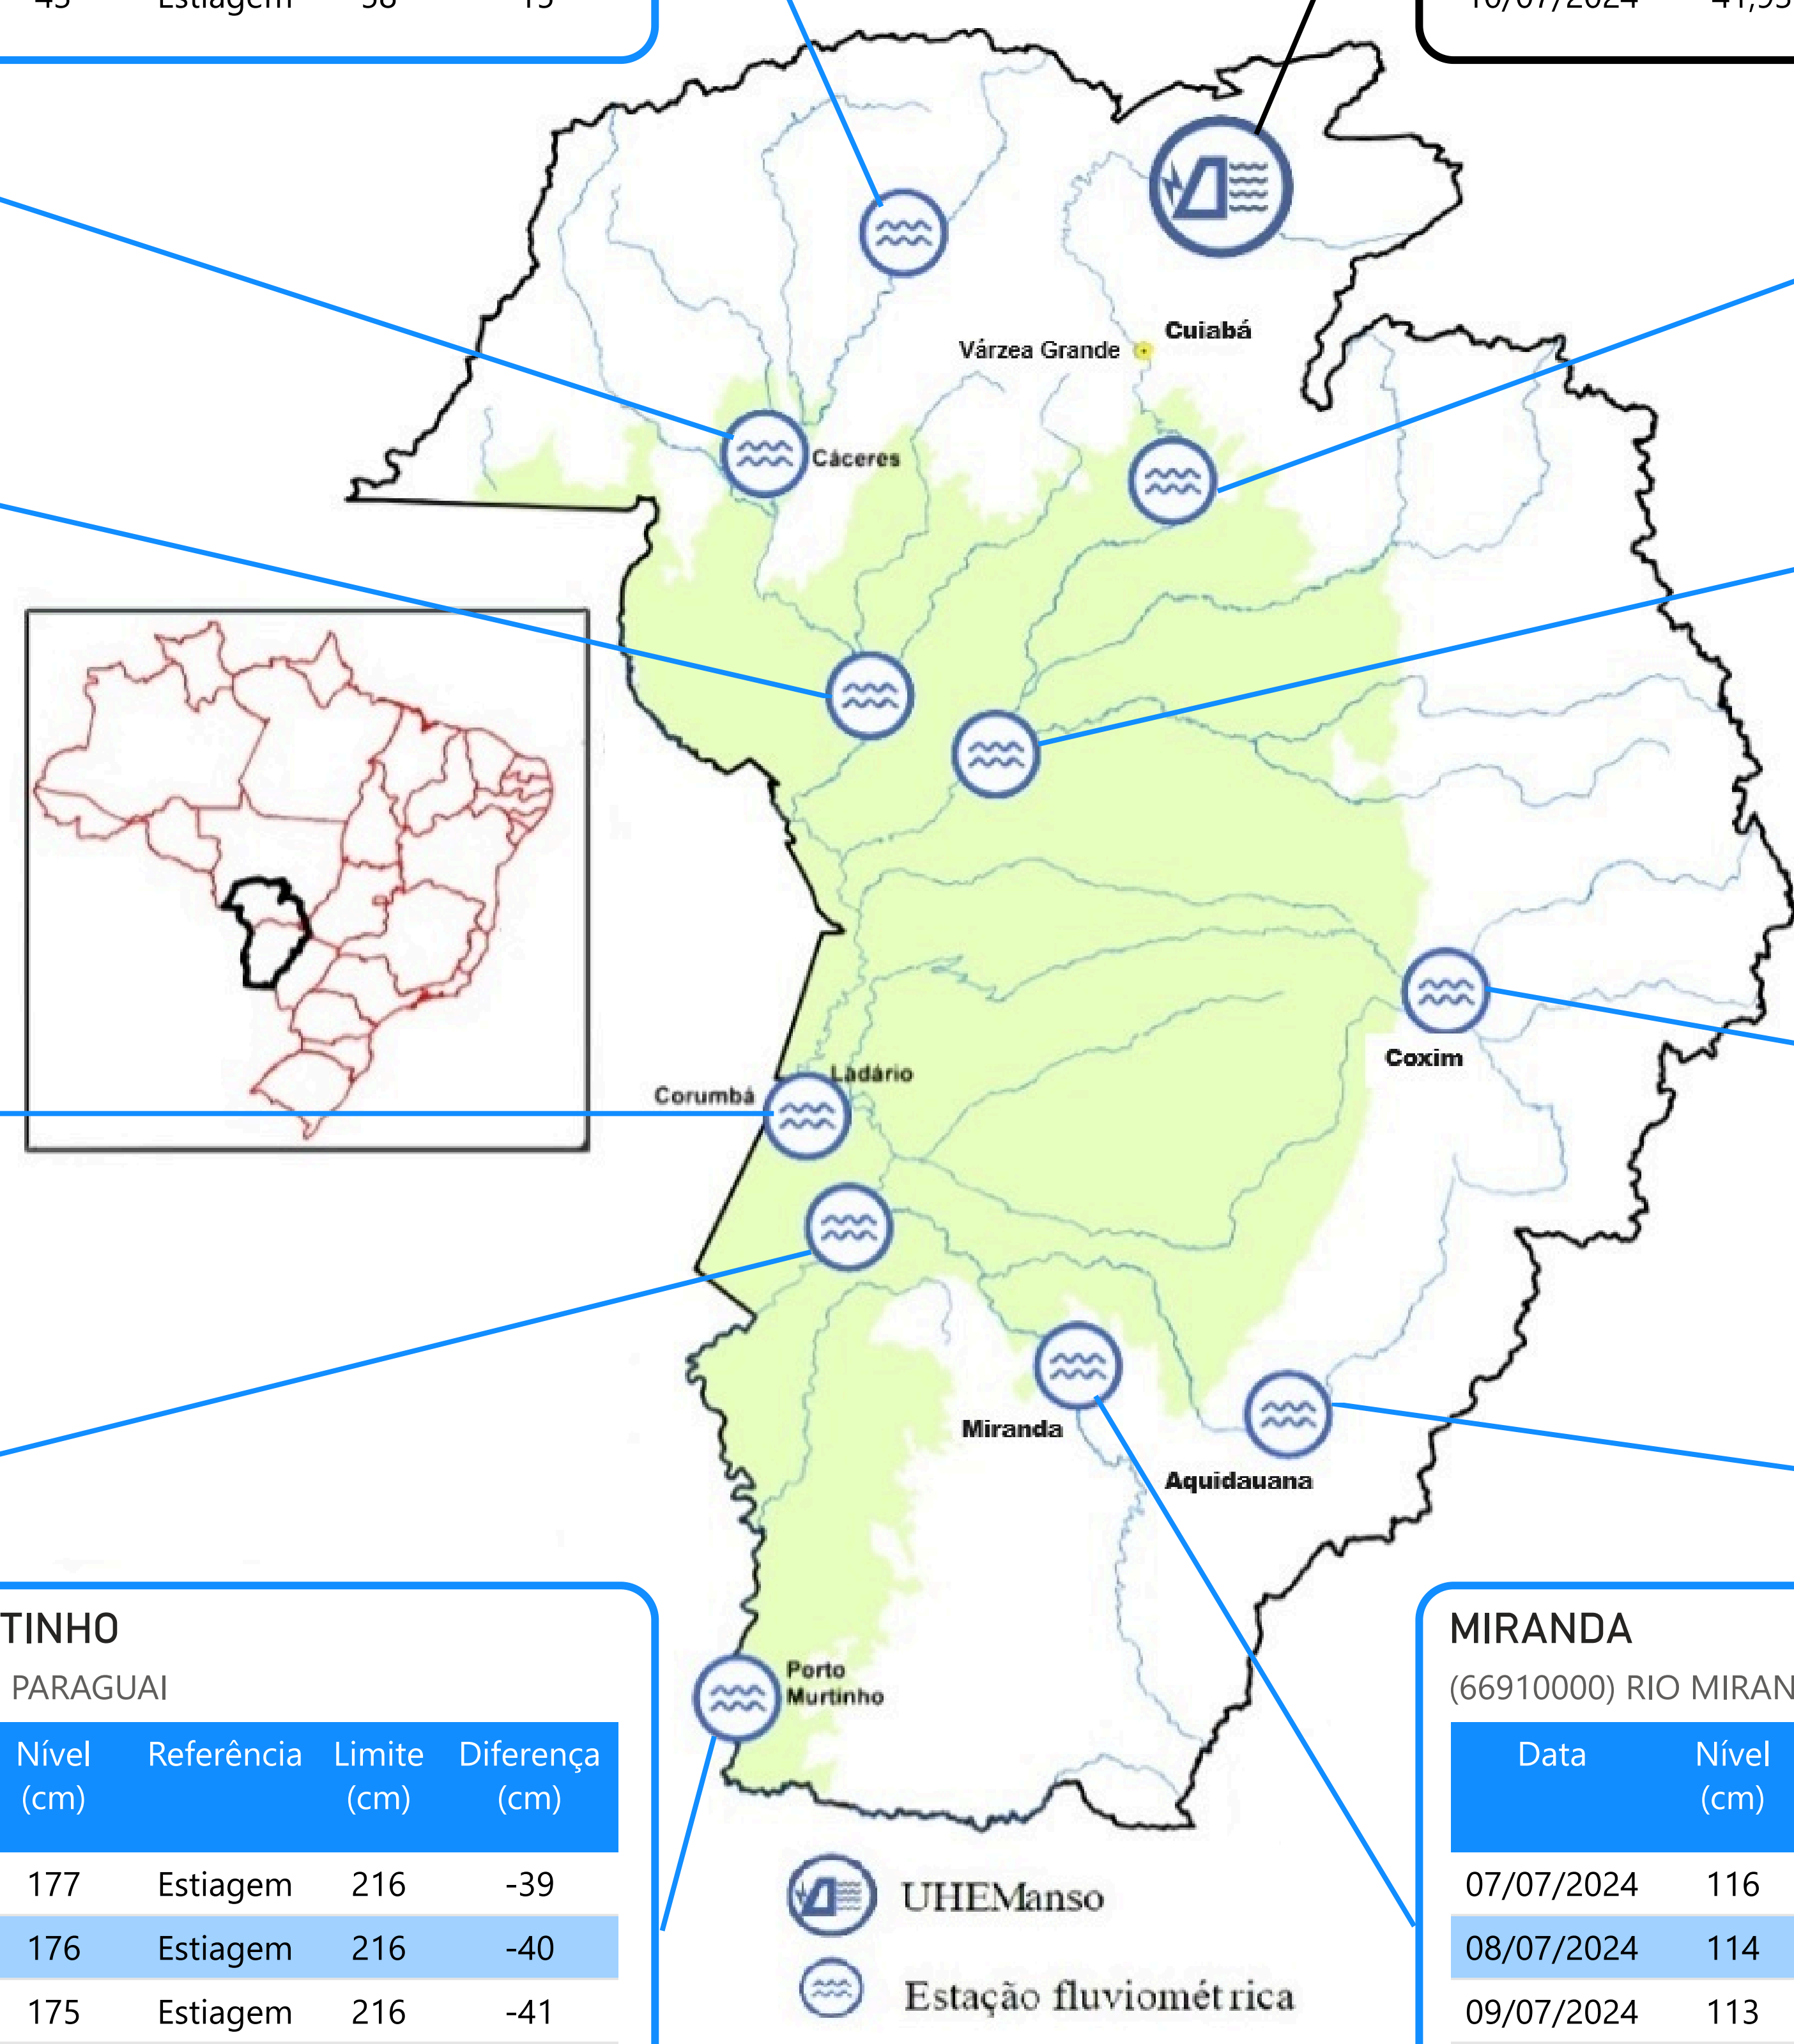 Cuiabá
Várzea Grande
Cáceres
Coxim
Ladário
Corumbá
Miranda
Aquidauana
Porto
Murtinho
TINHO
PARAGUAI
Nível Referência Limite Diferença
(cm) (cm) (cm)
177 Estiagem 216 -39
176 Estiagem 216 -40
175 Estiagem 216 -41
UHEManso
Estação fluviométrica
MIRANDA
(66910000) RIO MIRAN
Data Nível
(cm)
07/07/2024 116
08/07/2024 114
09/07/2024 113